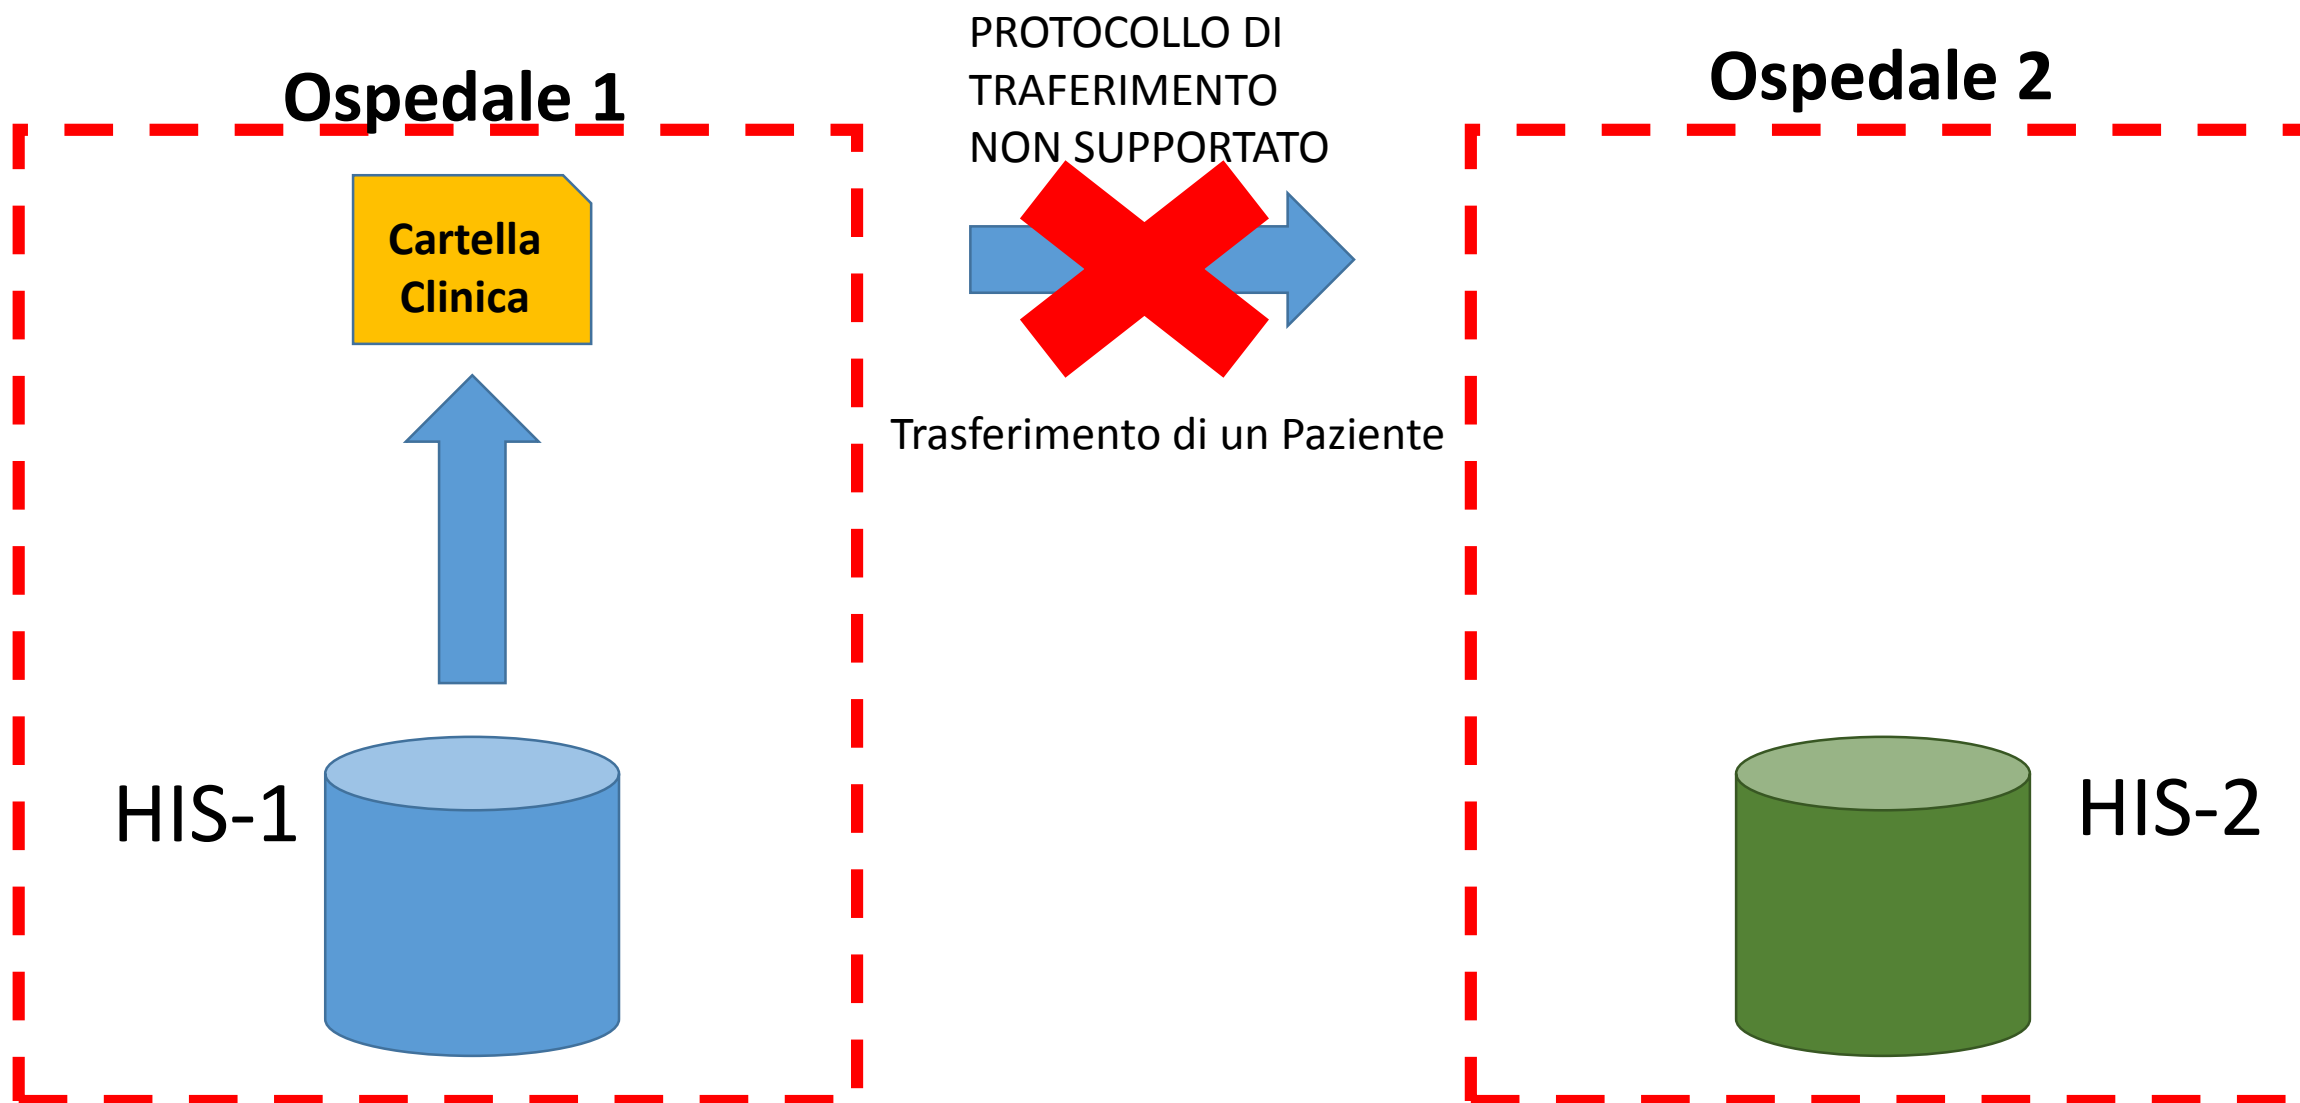 Ospedale 1
Cartella
Clinica
HIS-1
PROTOCOLLO DI
TRAFERIMENTO
NON SUPPORTATO
Trasferimento di un Paziente
Ospedale 2
HIS-2